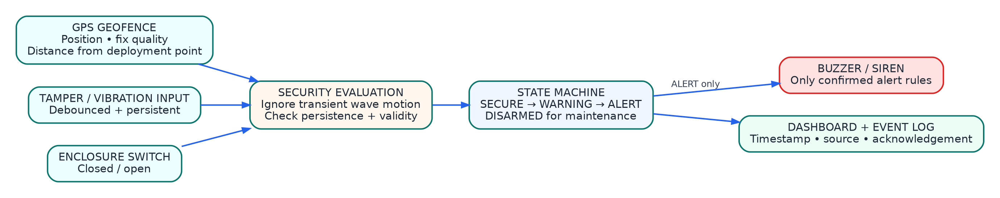 GPS GEOFENCE
Position • fix quality
Distance from deployment point
TAMPER / VIBRATION INPUT
Debounced + persistent
ENCLOSURE SWITCH
Closed / open
SECURITY EVALUATION
Ignore transient wave motion
Check persistence + validity
STATE MACHINE
SECURE → WARNING → ALERT
DISARMED for maintenance
ALERT only
BUZZER / SIREN
Only confirmed alert rules
DASHBOARD + EVENT LOG
Timestamp • source • acknowledgement